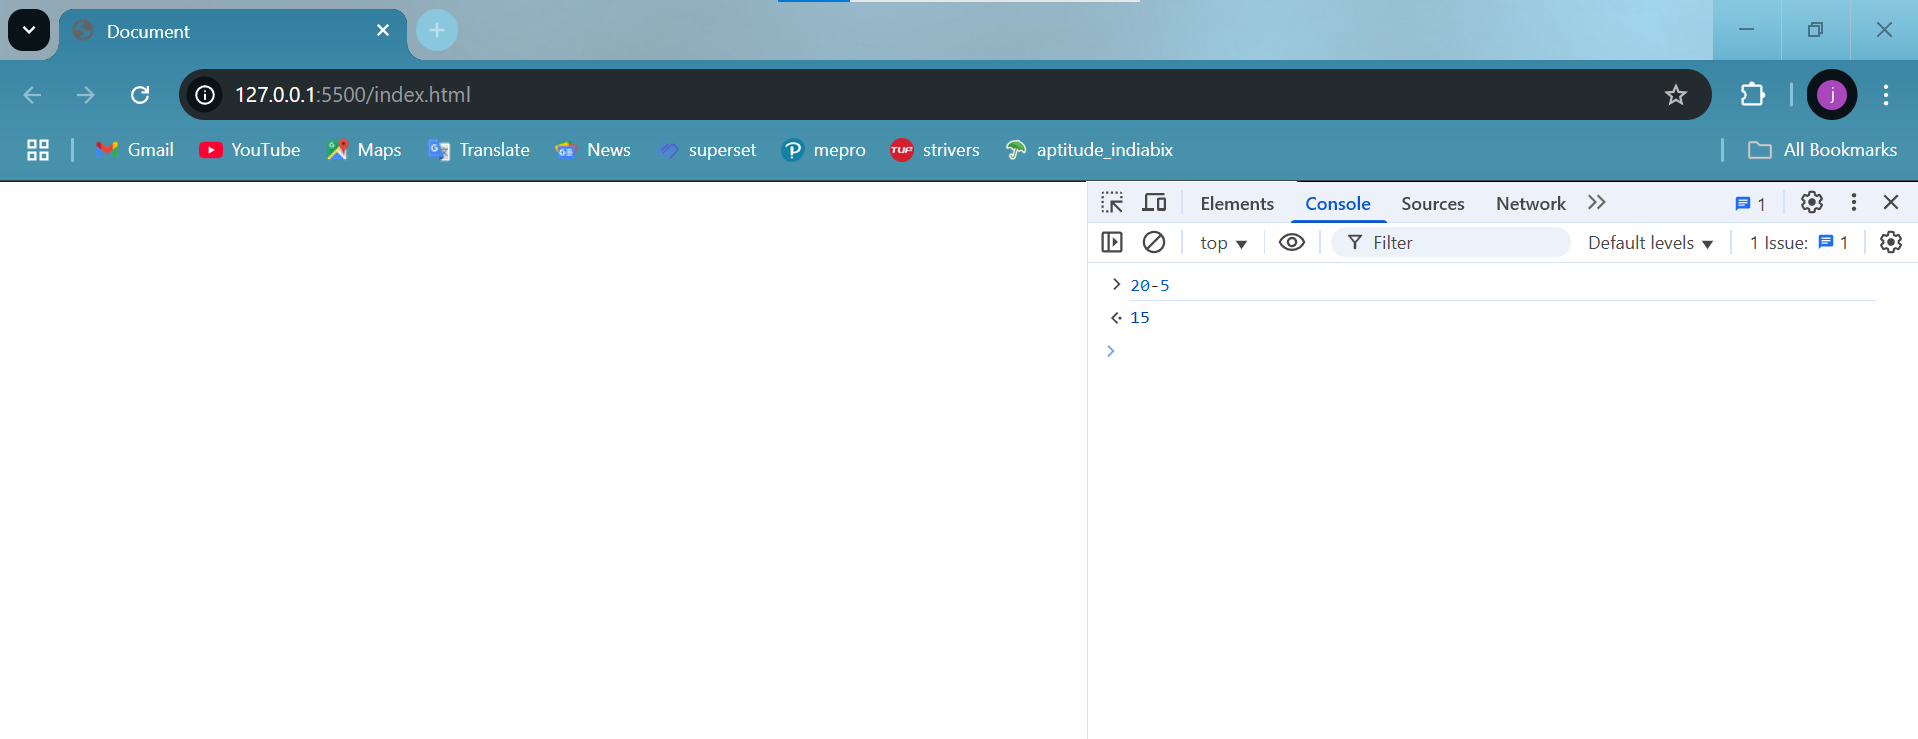 Document
127.0.0.1:5500/index.html
j
Gmail YouTube Maps Translate News superset mepro TUF strivers aptitude_indiabix All Bookmarks
Elements Console Sources Network 1
top Filter Default levels 1 Issue: 1
20-5
15